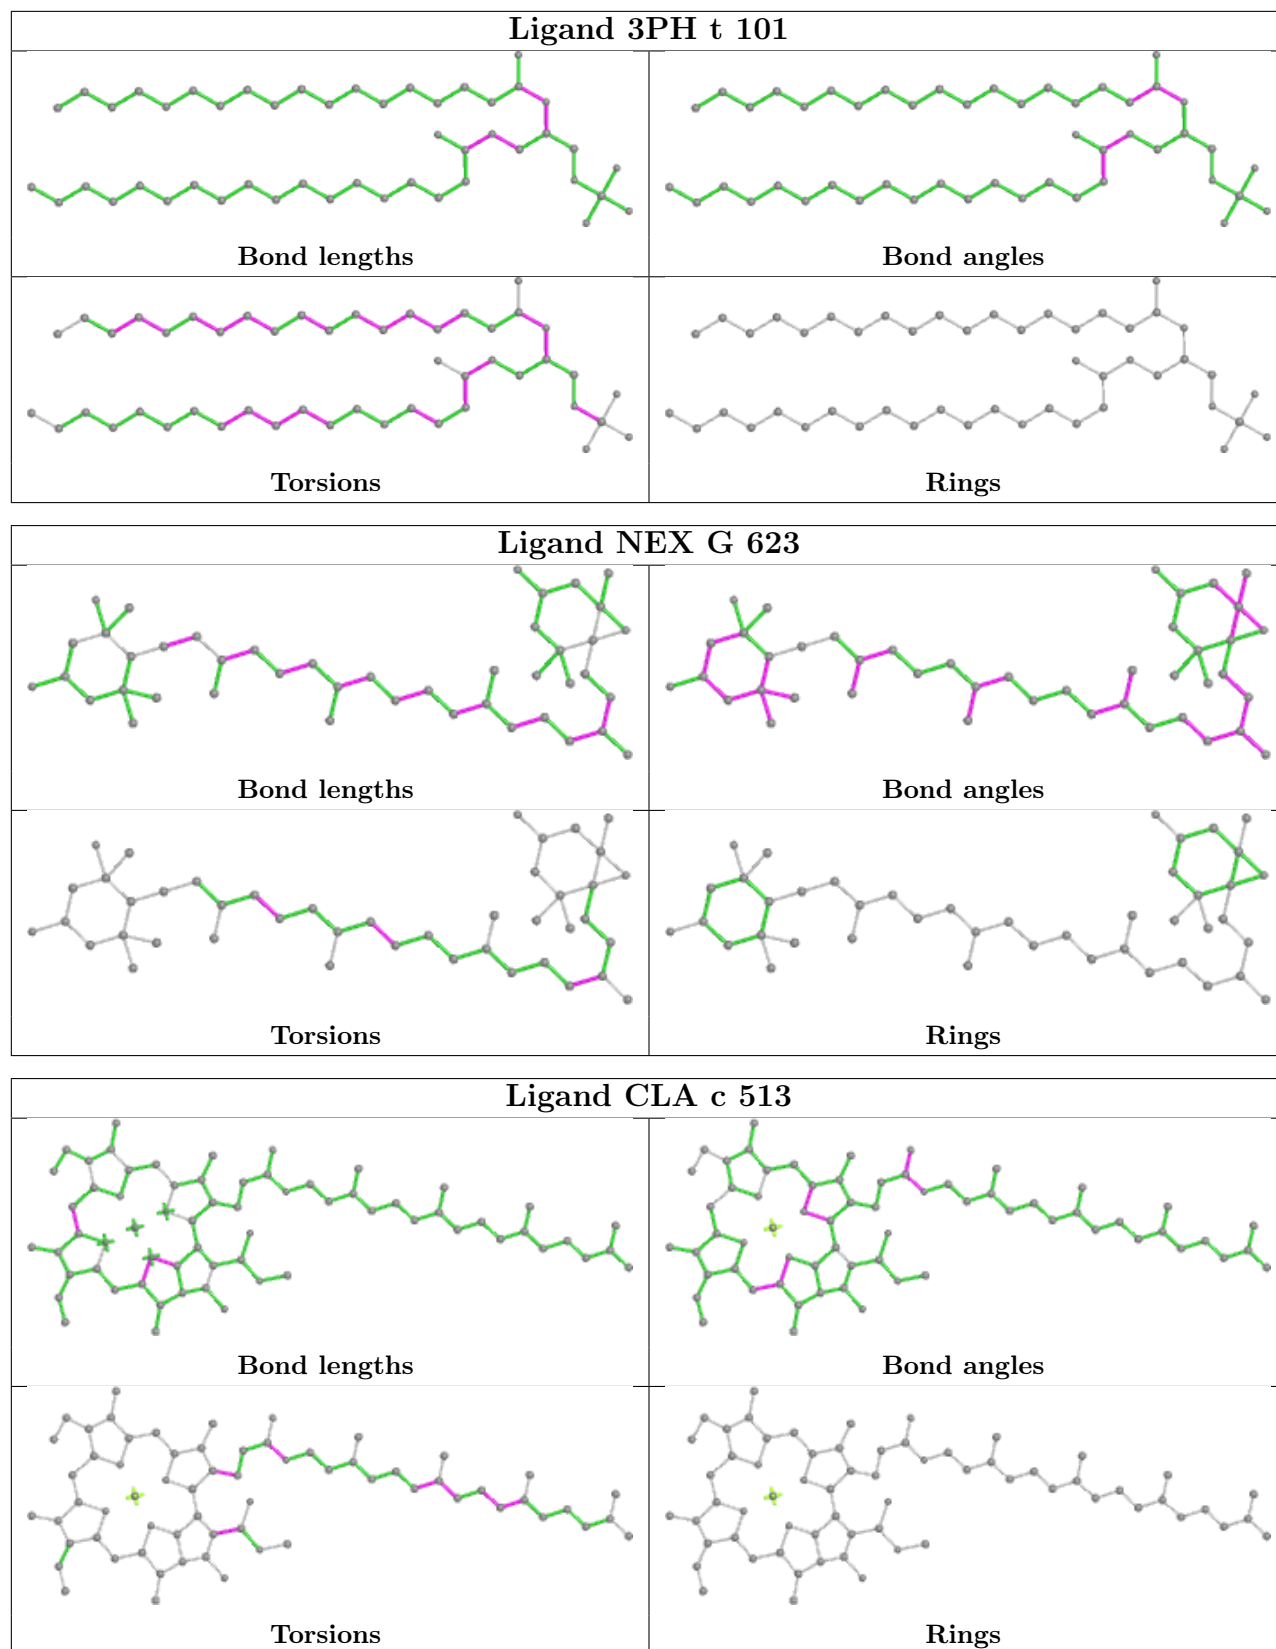 Ligand 3PH t 101
Bond lengths
Bond angles
Torsions
Rings
Ligand NEX G 623
Bond lengths
Bond angles
Torsions
Rings
Ligand CLA c 513
Bond lengths
Bond angles
Torsions
Rings